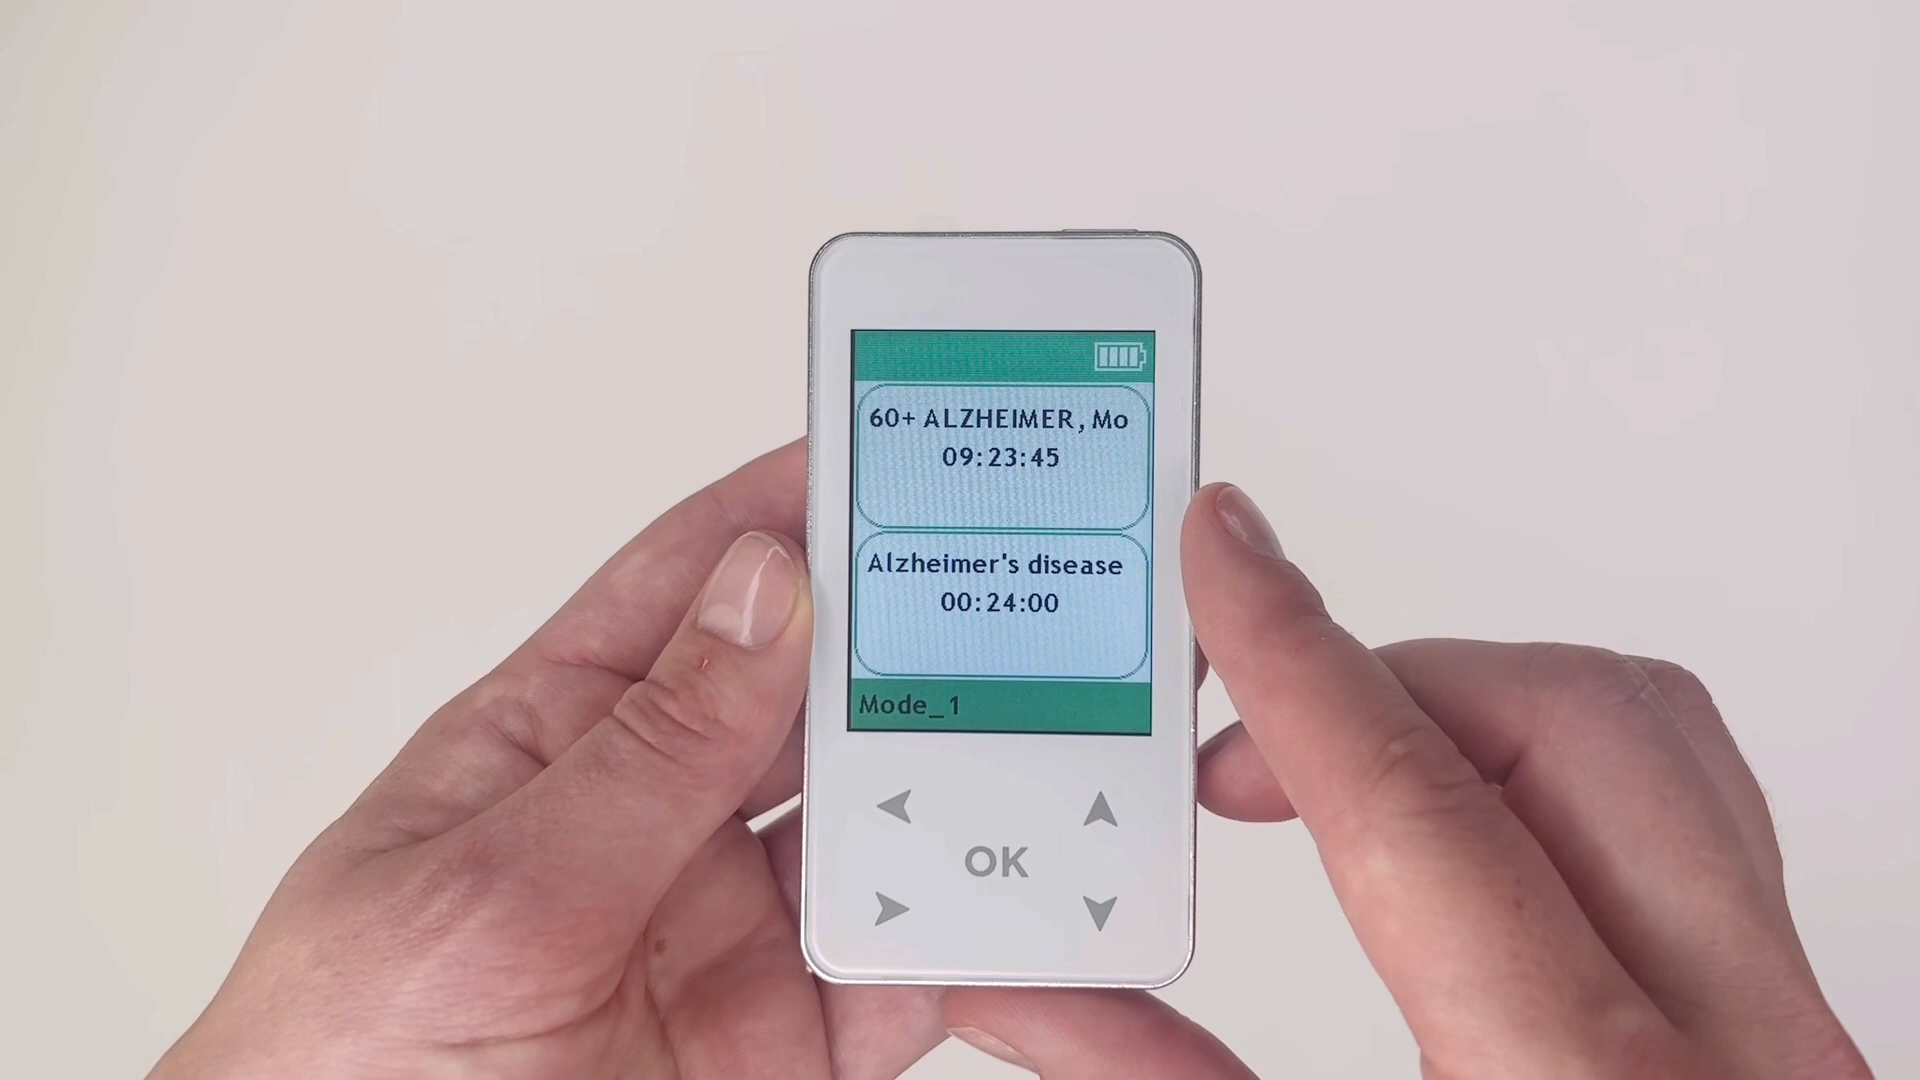 60+ ALZHEIMER, Mo
09:23:45
Alzheimer's disease
00:24:00
Mode_1
OK